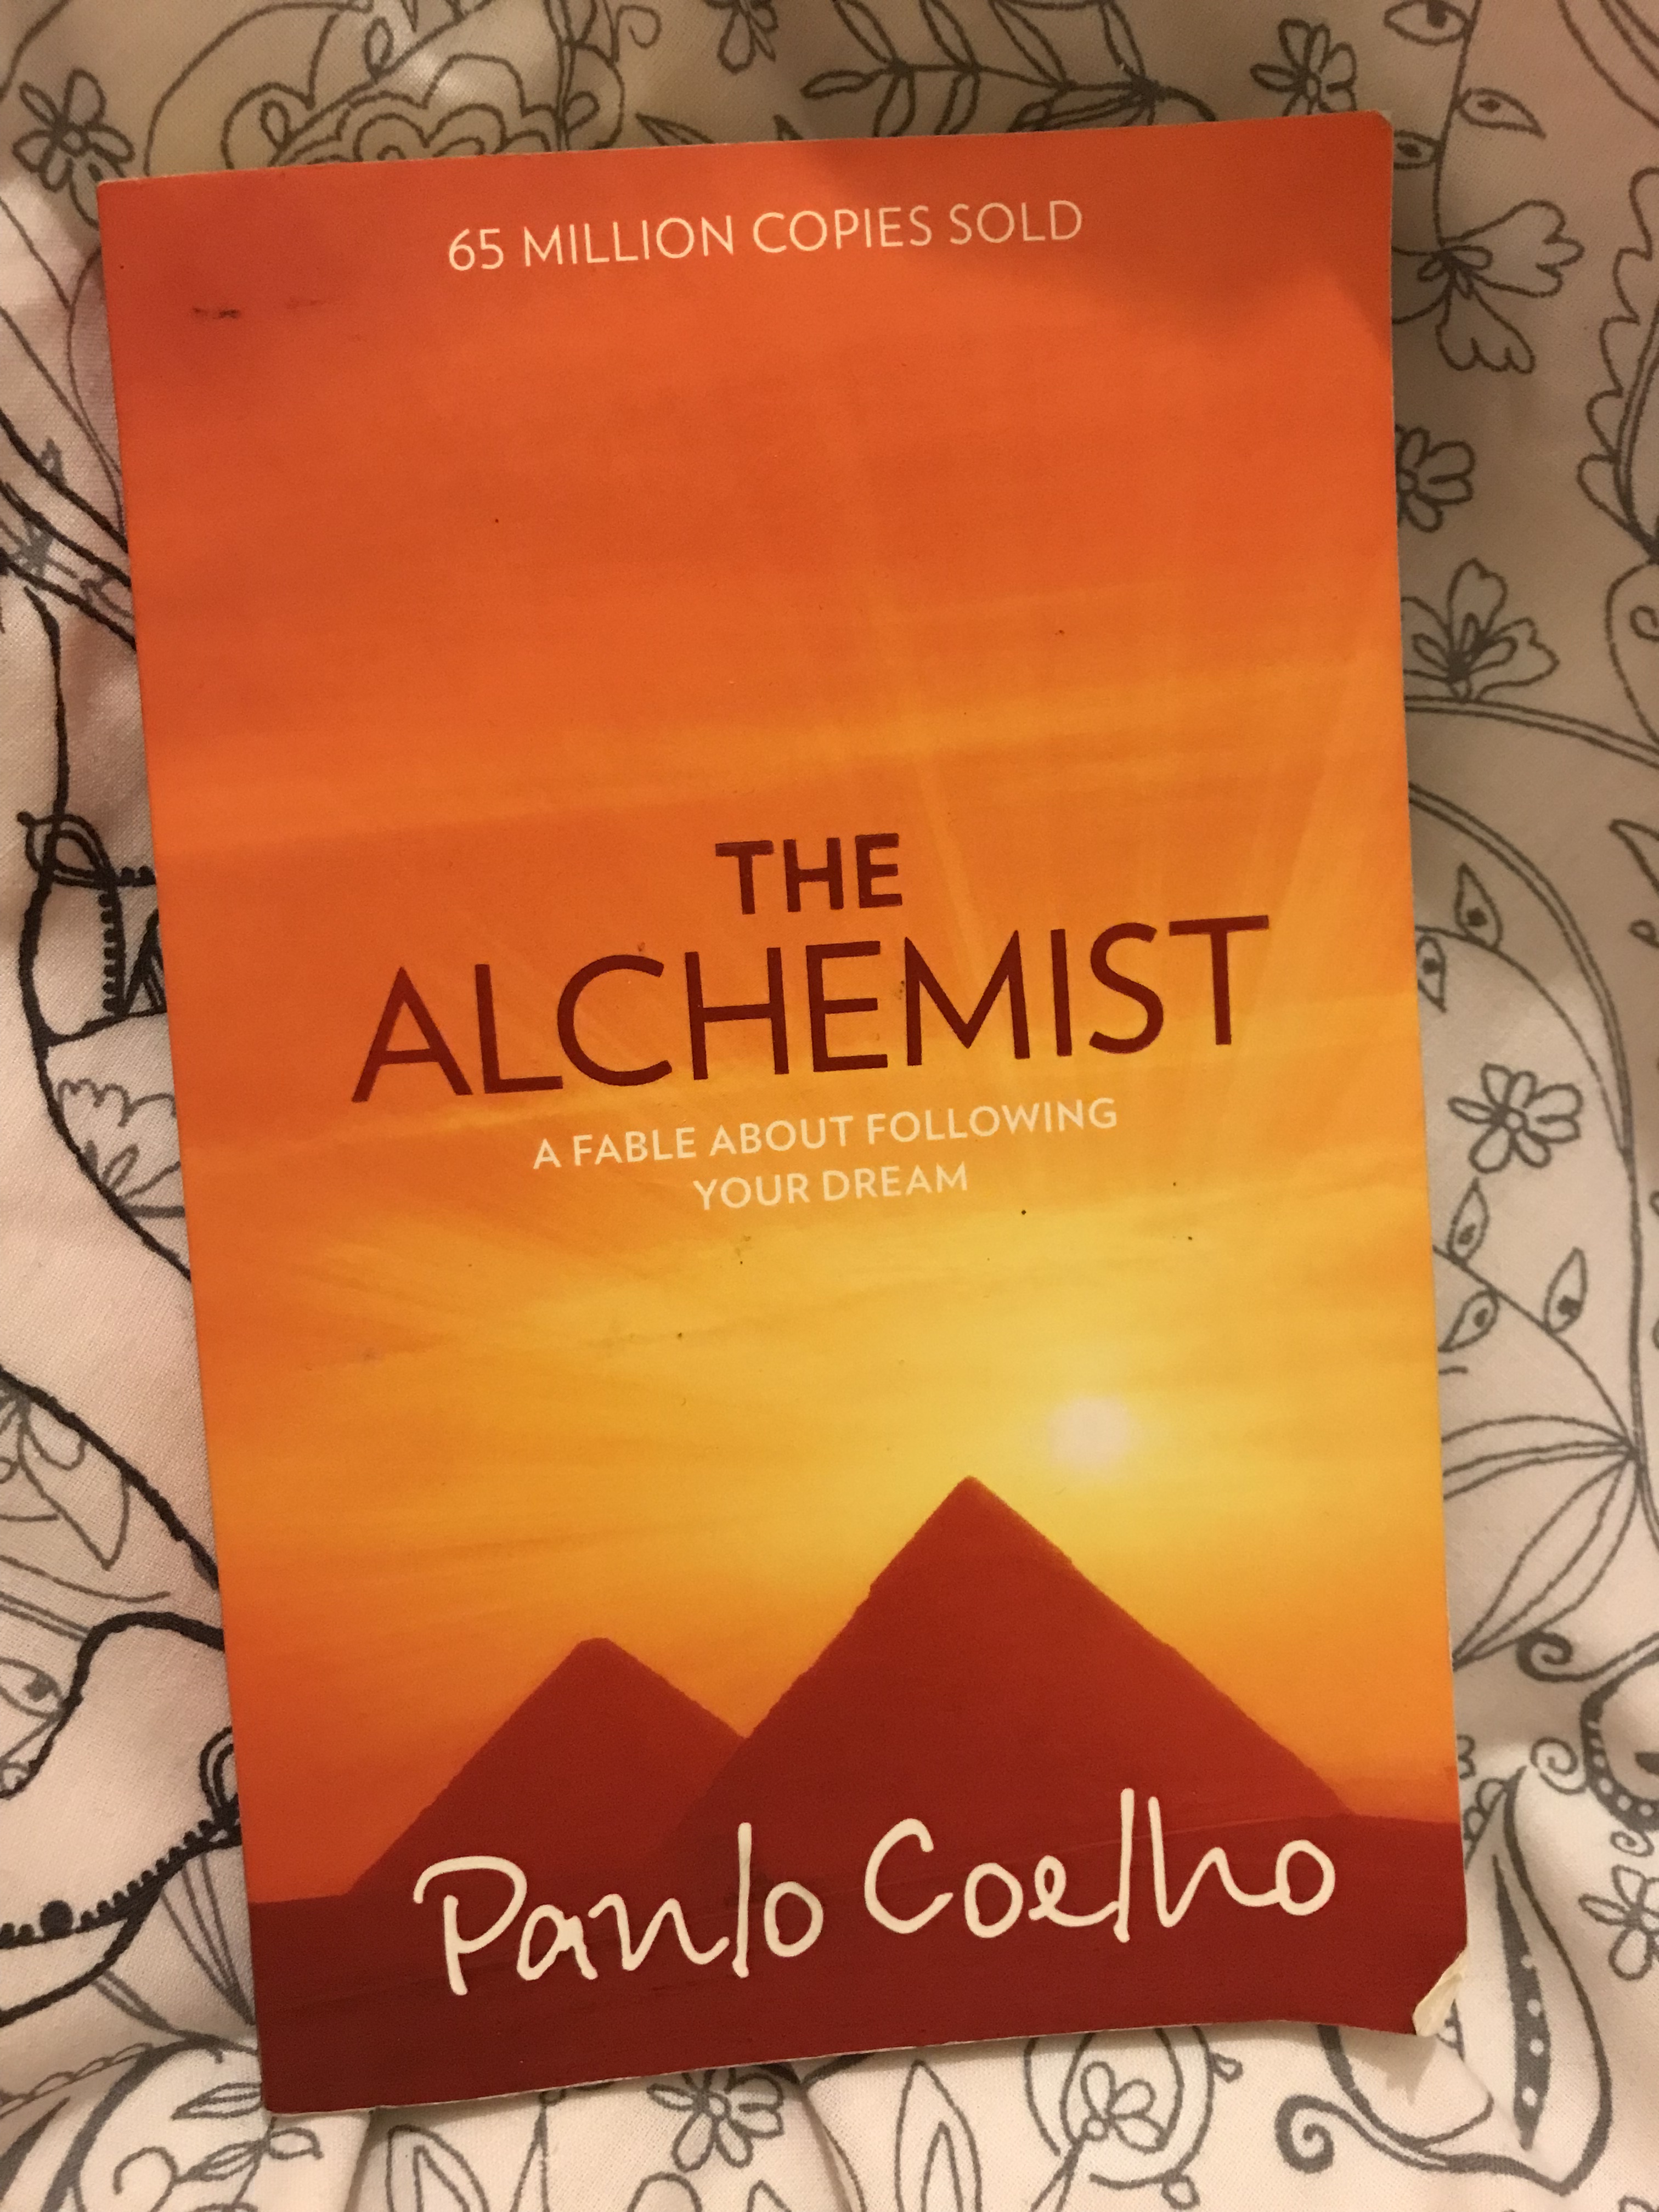 65 MILLION COPIES SOLD
THE
ALCHEMIST
A FABLE ABOUT FOLLOWING
YOUR DREAM
Paulo Coelho